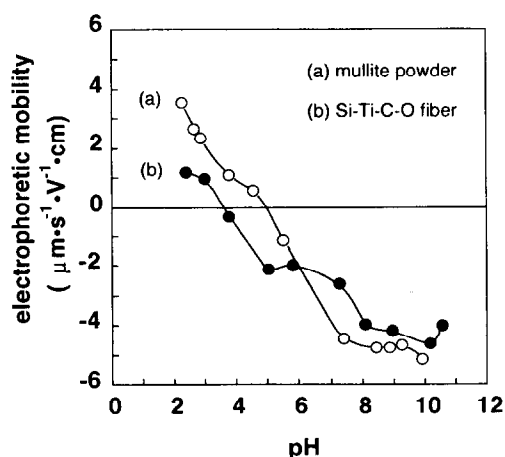 6
4
2
0
-2
-4
-6
electrophoretic mobility
( μm•s⁻¹•V⁻¹•cm)
(a)
(b)
(a) mullite powder
(b) Si-Ti-C-O fiber
0 2 4 6 8 10 12
pH